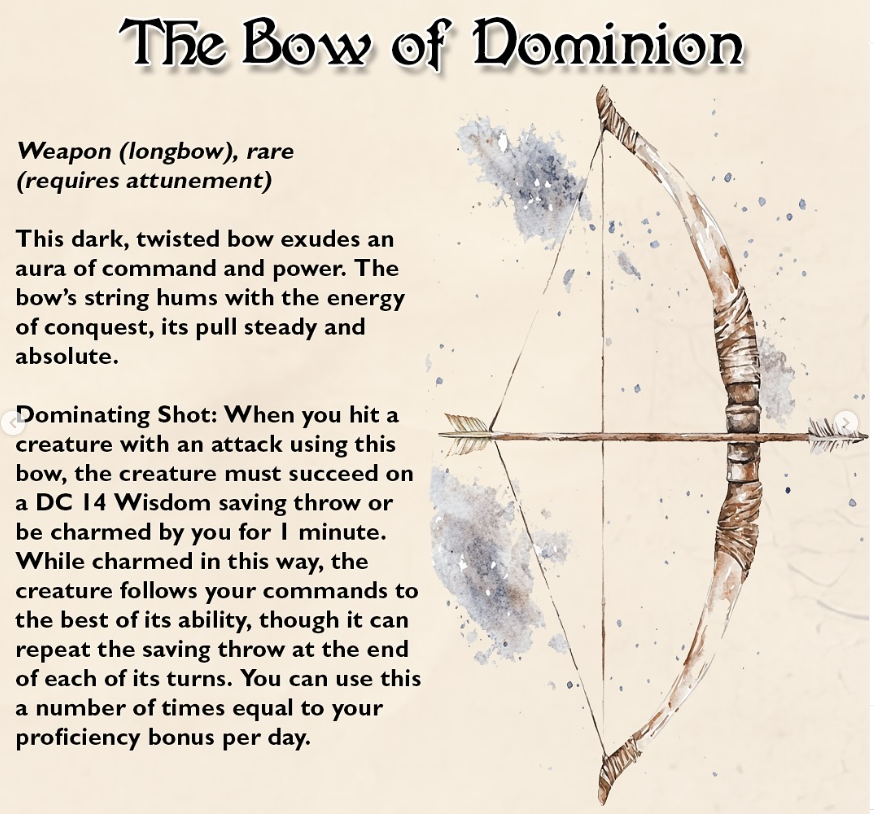 The Bow of Dominion
Weapon (longbow), rare
(requires attunement)
This dark, twisted bow exudes an
aura of command and power. The
bow's string hums with the energy
of conquest, its pull steady and
absolute.
Dominating Shot: When you hit a
creature with an attack using this
bow, the creature must succeed on
a DC 14 Wisdom saving throw or
be charmed by you for 1 minute.
While charmed in this way, the
creature follows your commands to
the best of its ability, though it can
repeat the saving throw at the end
of each of its turns. You can use this
a number of times equal to your
proficiency bonus per day.